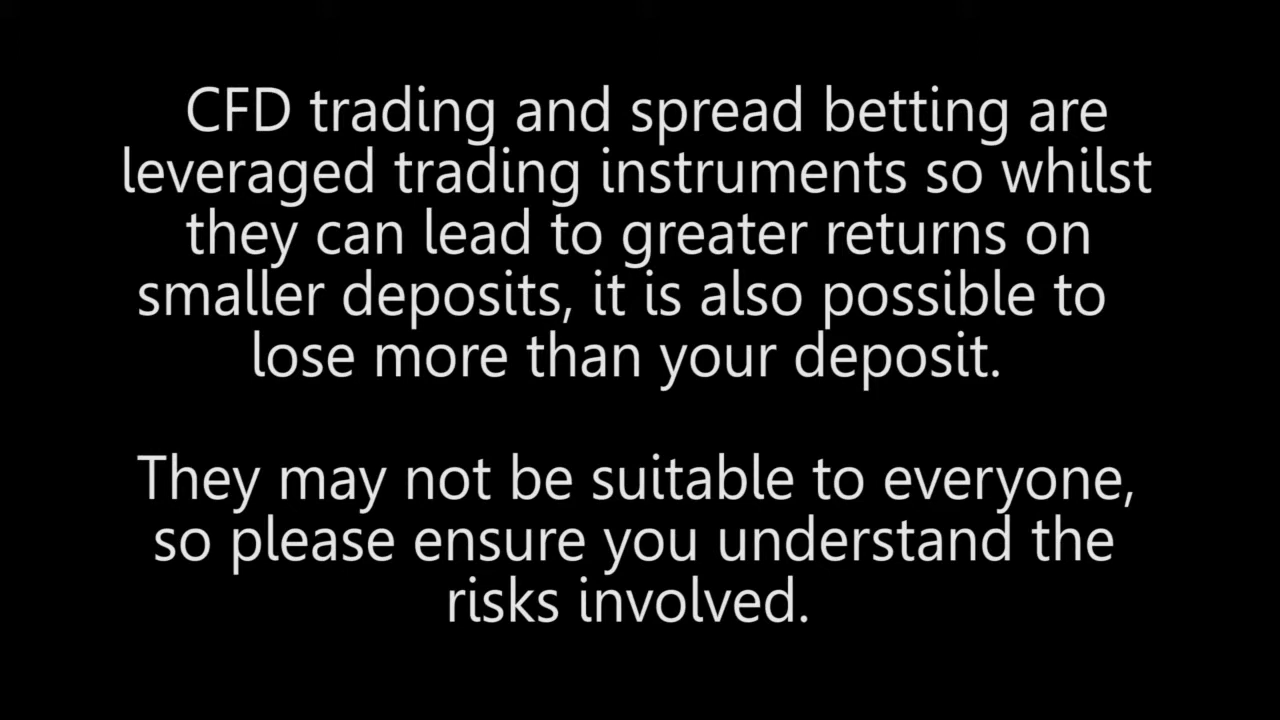 CFD trading and spread betting are
leveraged trading instruments so whilst
they can lead to greater returns on
smaller deposits, it is also possible to
lose more than your deposit.
They may not be suitable to everyone,
so please ensure you understand the
risks involved.